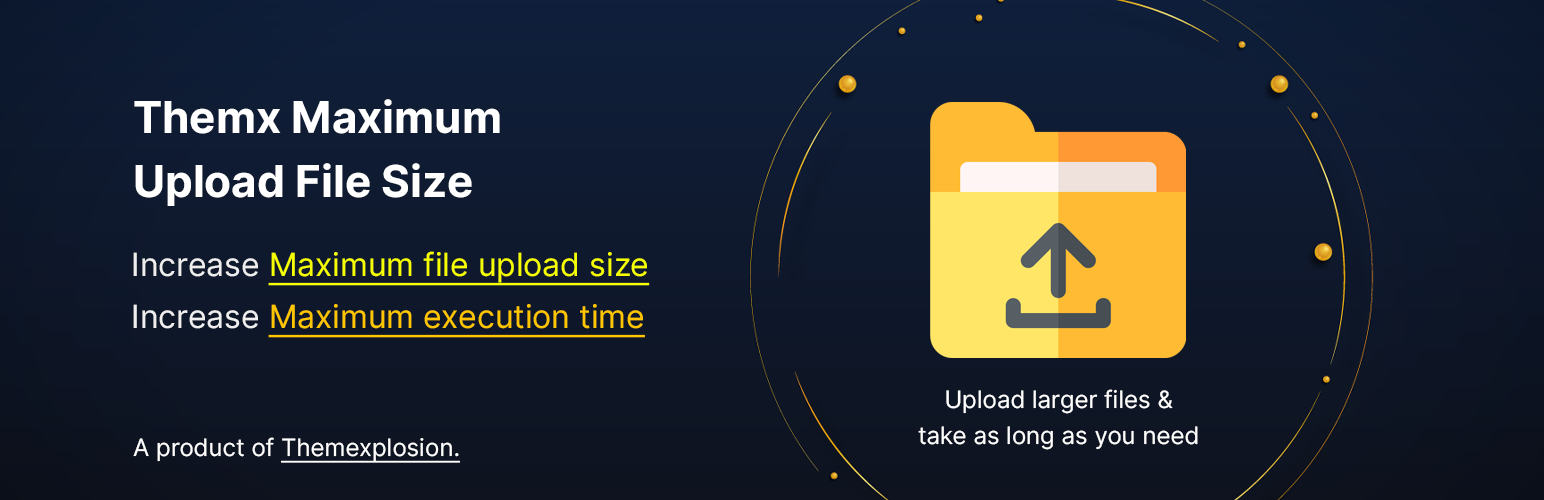 Themx Maximum
Upload File Size
Increase Maximum file upload size
Increase Maximum execution time
A product of Themexplosion.
Upload larger files &
take as long as you need